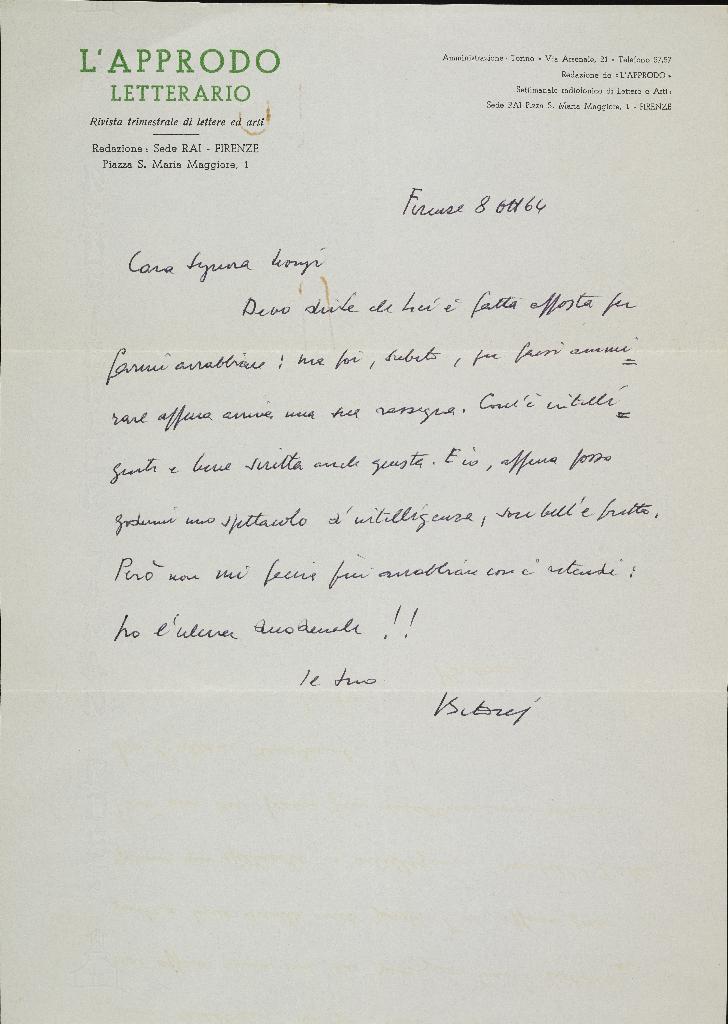 L'APPRODO
LETTERARIO
Rivista trimestrale di lettere ed arti
Redazione: Sede RAI - FIRENZE
Piazza S. Maria Maggiore, 1
Amministrazione: Torino - Via Arsenale, 21 - Telefono 57,57
Redazione de «L'APPRODO»
Settimanale radiofonico di Lettere e Arti:
Sede RAI P.zza S. Maria Maggiore, 1 - FIRENZE
Firenze 8 Ott 64
Cara Signora Longhi
Devo dirle che Lei è fatta apposta per
farmi arrabbiare: ma poi, subito, per farsi ammi=
rare appena arriva una sua rassegna. Com'è intelli=
gente e bene scritta anche questa. E io, appena posso
godermi uno spettacolo d'intelligenza, son bell'e fritto.
Però non mi faccia più arrabbiare con i ritardi:
ho l'ulcera duodenale!!
Il suo